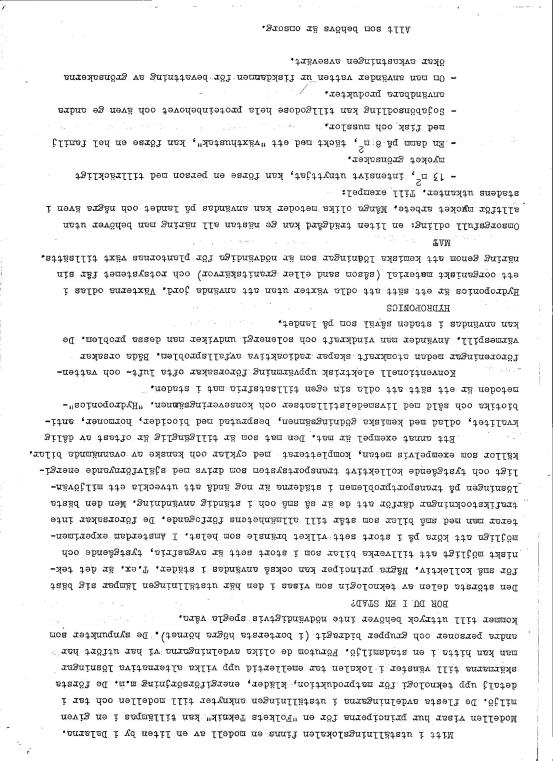 Mitt i utställningslokalen finns en modell av en liten by i Dalarna.
Modellen visar hur principerna för en "Folkets Teknik" kan tillämpas i en given
miljö. De flesta avdelningarna i utställningen anknyter till modellen och tar i
detalj upp teknologi för matproduktion, kläder, energiförsörjning m.m. De första
skärmarna till vänster i lokalen tar emellertid upp vilka alternativa lösningar
man kan hitta i en stadsmiljö. Förutom de olika avdelningarna vi har utfört har
andra personer och grupper bidragit (i bortersta högra hörnet). De synpunkter som
kommer till uttryck behöver inte nödvändigtvis spegla våra.
BOR DU I EN STAD?
Den största delen av teknologin som visas i den här utställningen lämpar sig bäst
för små kollektiv. Några principer kan också användas i städer. T.ex. är det tek-
niskt möjligt att tillverka bilar som i stort sett är avgasfria, tystgående och
möjliga att köra på i stort sett vilket bränsle som helst. I Amsterdam experimen-
terar man med små bilar som står till allmänhetens förfogande. De förorsakar inte
trafikstockningar därför att de är så små och i ständig användning. Men den bästa
lösningen på transportproblemen i städerna är nog ändå att utveckla ett miljövän-
ligt och tystgående kollektivt transportsystem som drivs med självförnyande energi-
källor som exempelvis metan, kompletterat med cyklar och kanske av ovannämnda bilar.
Ett annat exempel är mat. Den mat som är tillgänglig är oftast av dålig
kvalitet, odlad med kemiska gödningsämnen, besprutad med biocider, hormoner, anti-
biotika och såld med livsmedelstillsatser och konserveringsämnen. "Hydroponics"-
metoden är ett sätt att odla sin egen tillsatsfria mat i staden.
Konventionell elektrisk uppvärmning förorsakar ofta luft- och vatten-
föroreningar medan atomkraft skapar radioaktiva avfallsproblem. Båda orsakar
värmespill. Använder man vindkraft och solenergi undviker man dessa problem. De
kan användas i staden såväl som på landet.
HYDROPONICS
Hydroponics är ett sätt att odla växter utan att använda jord. Växterna odlas i
ett oorganiskt material (såsom sand eller granitskärvor) och rotsystemet får sin
näring genom att kemiska lösningar som är nödvändiga för plantornas växt tillsätts.
MAT
Omsorgsfull odling: en liten trädgård kan ge nästan all näring man behöver utan
alltför mycket arbete. Många olika metoder kan användas på landet och några även i
stadens utkanter. Till exempel:
- 13 m², intensivt utnyttjat, kan förse en person med tillräckligt
mycket grönsaker.
- En damm på 8 m², täckt med ett "växthustak", kan förse en hel familj
med fisk och musslor.
- Sojabönsodling kan tillgodose hela proteinbehovet och även ge andra
användbara produkter.
- Om man använder vatten ur fiskdammen för bevattning av grönsakerna
ökar avkastningen avsevärt.
Allt som behövs är omsorg.